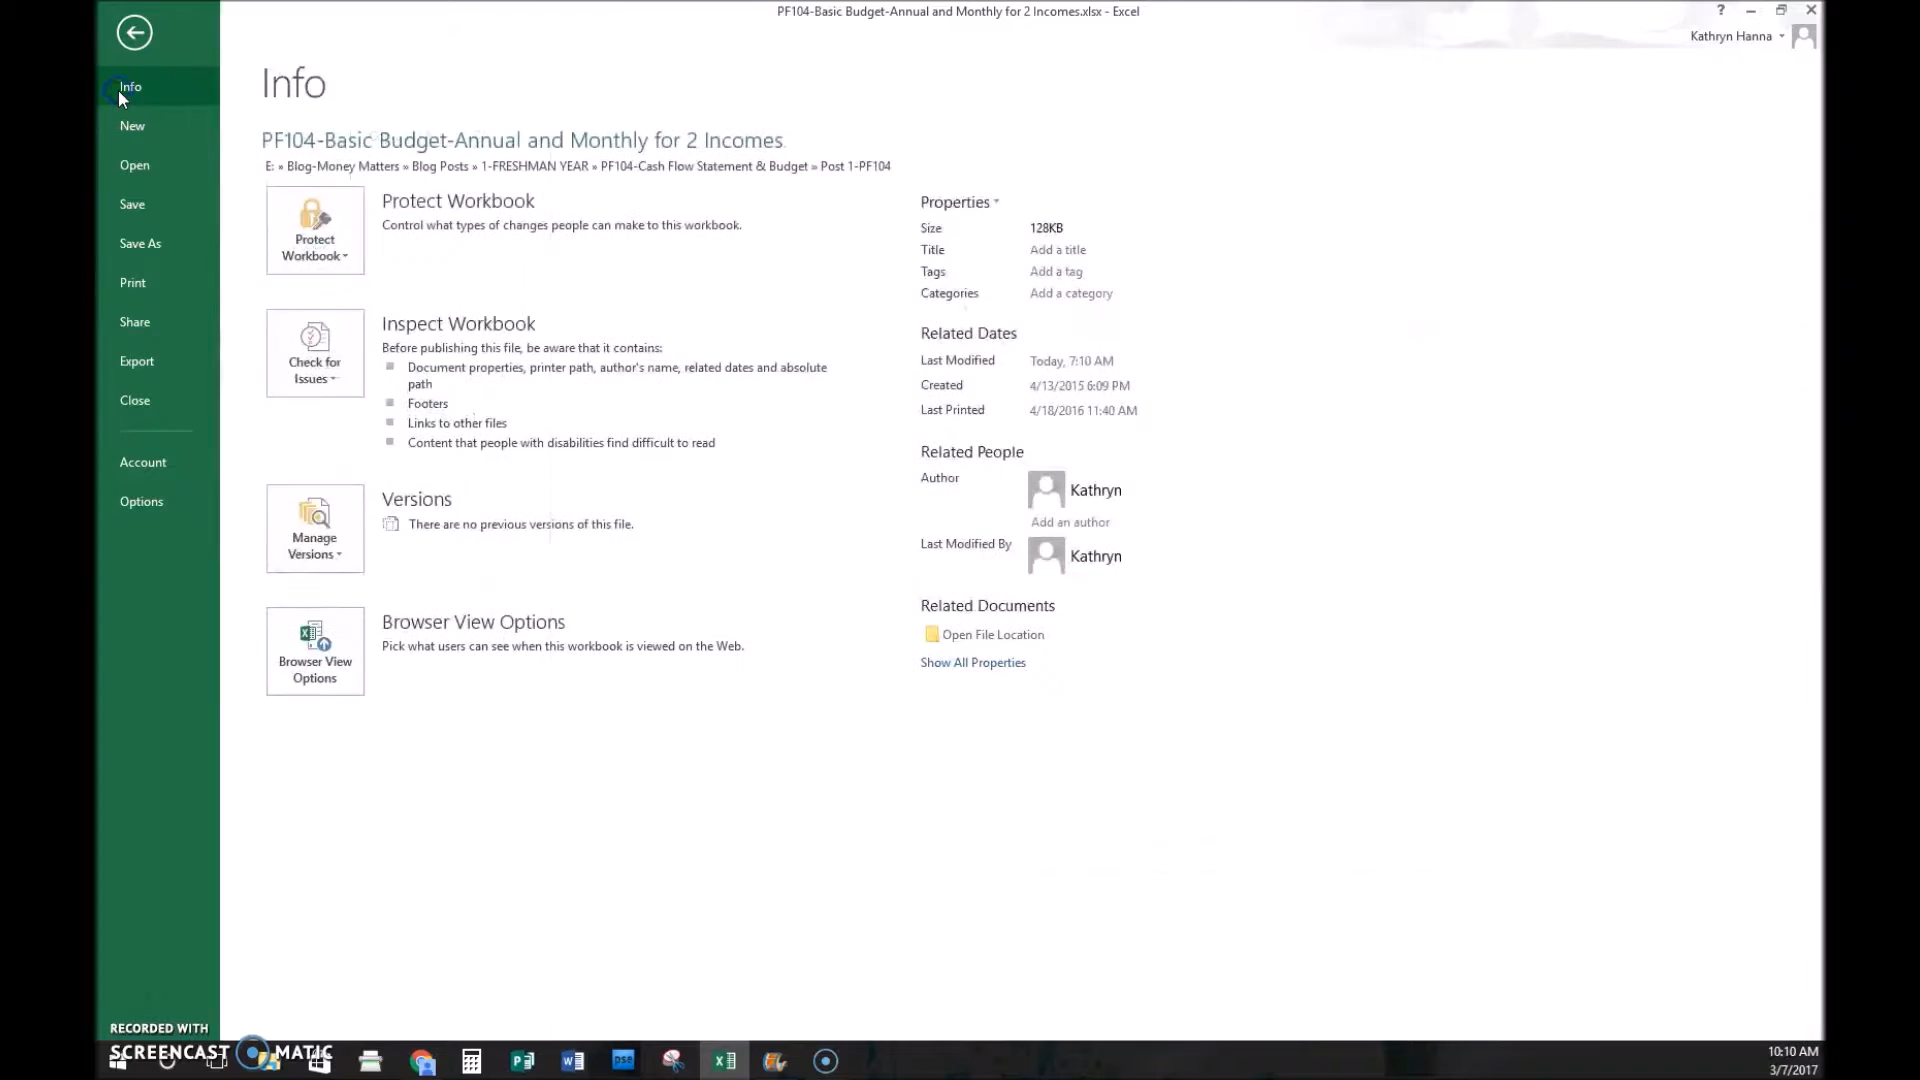 PF104-Basic Budget-Annual and Monthly for 2 Incomes.xlsx - Excel
?
Kathryn Hanna
Info
New
Open
Save
Save As
Print
Share
Export
Close
Account
Options
Info
PF104-Basic Budget-Annual and Monthly for 2 Incomes
E: » Blog-Money Matters » Blog Posts » 1-FRESHMAN YEAR » PF104-Cash Flow Statement & Budget » Post 1-PF104
Protect
Workbook
Protect Workbook
Control what types of changes people can make to this workbook.
Check for
Issues
Inspect Workbook
Before publishing this file, be aware that it contains:
Document properties, printer path, author's name, related dates and absolute
path
Footers
Links to other files
Content that people with disabilities find difficult to read
Manage
Versions
Versions
There are no previous versions of this file.
Browser View
Options
Browser View Options
Pick what users can see when this workbook is viewed on the Web.
Properties
Size 128KB
Title Add a title
Tags Add a tag
Categories Add a category
Related Dates
Last Modified Today, 7:10 AM
Created 4/13/2015 6:09 PM
Last Printed 4/18/2016 11:40 AM
Related People
Author Kathryn
Add an author
Last Modified By Kathryn
Related Documents
Open File Location
Show All Properties
RECORDED WITH
SCREENCAST MATIC
pse
10:10 AM
3/7/2017